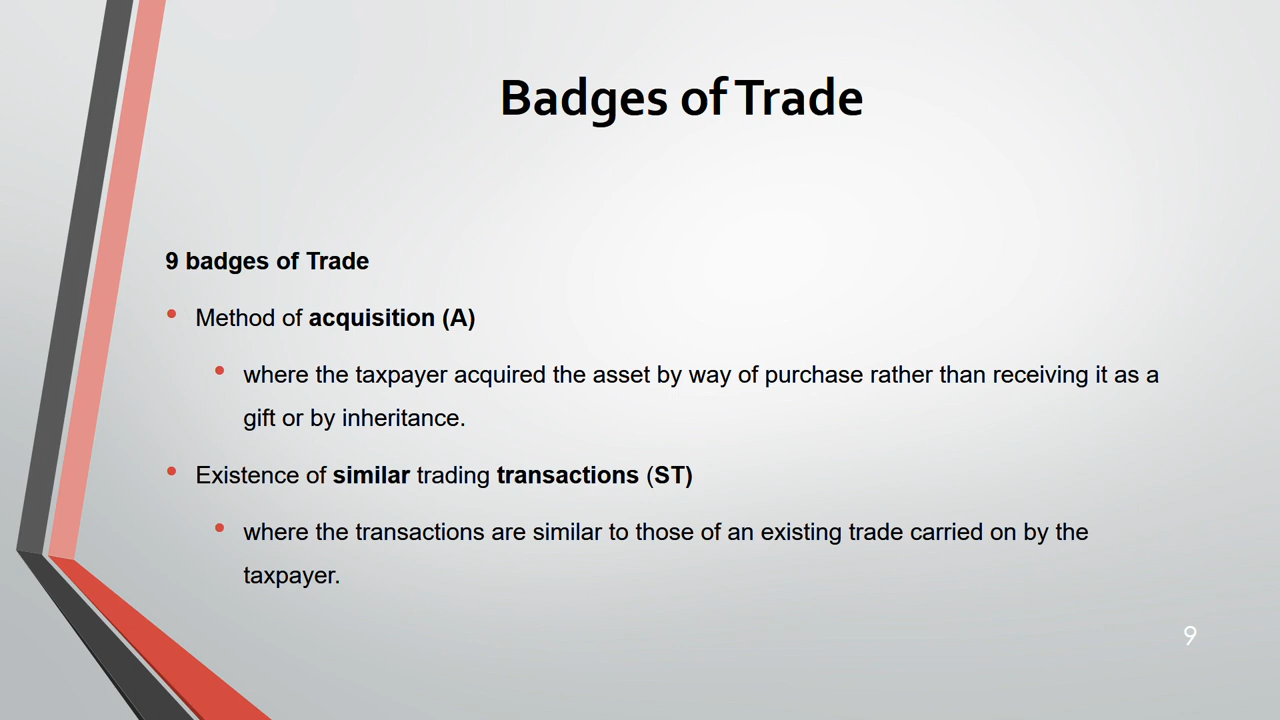 Badges of Trade
9 badges of Trade
• Method of acquisition (A)
• where the taxpayer acquired the asset by way of purchase rather than receiving it as a
gift or by inheritance.
• Existence of similar trading transactions (ST)
• where the transactions are similar to those of an existing trade carried on by the
taxpayer.
9